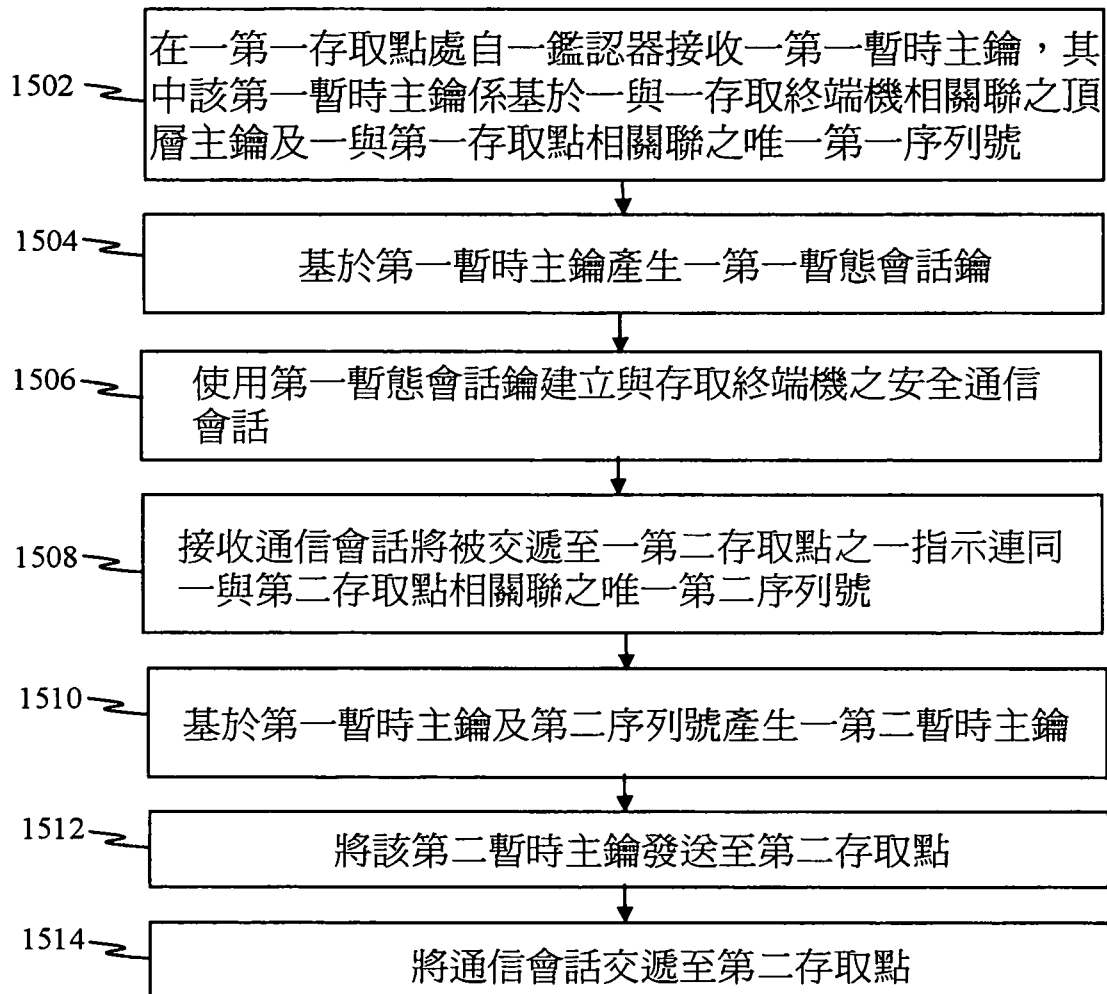 1502
在一第一存取點處自一鑑認器接收一第一暫時主鑰，其
中該第一暫時主鑰係基於一與一存取終端機相關聯之頂
層主鑰及一與第一存取點相關聯之唯一第一序列號
1504
基於第一暫時主鑰產生一第一暫態會話鑰
1506
使用第一暫態會話鑰建立與存取終端機之安全通信
會話
1508
接收通信會話將被交遞至一第二存取點之一指示連同
一與第二存取點相關聯之唯一第二序列號
1510
基於第一暫時主鑰及第二序列號產生一第二暫時主鑰
1512
將該第二暫時主鑰發送至第二存取點
1514
將通信會話交遞至第二存取點